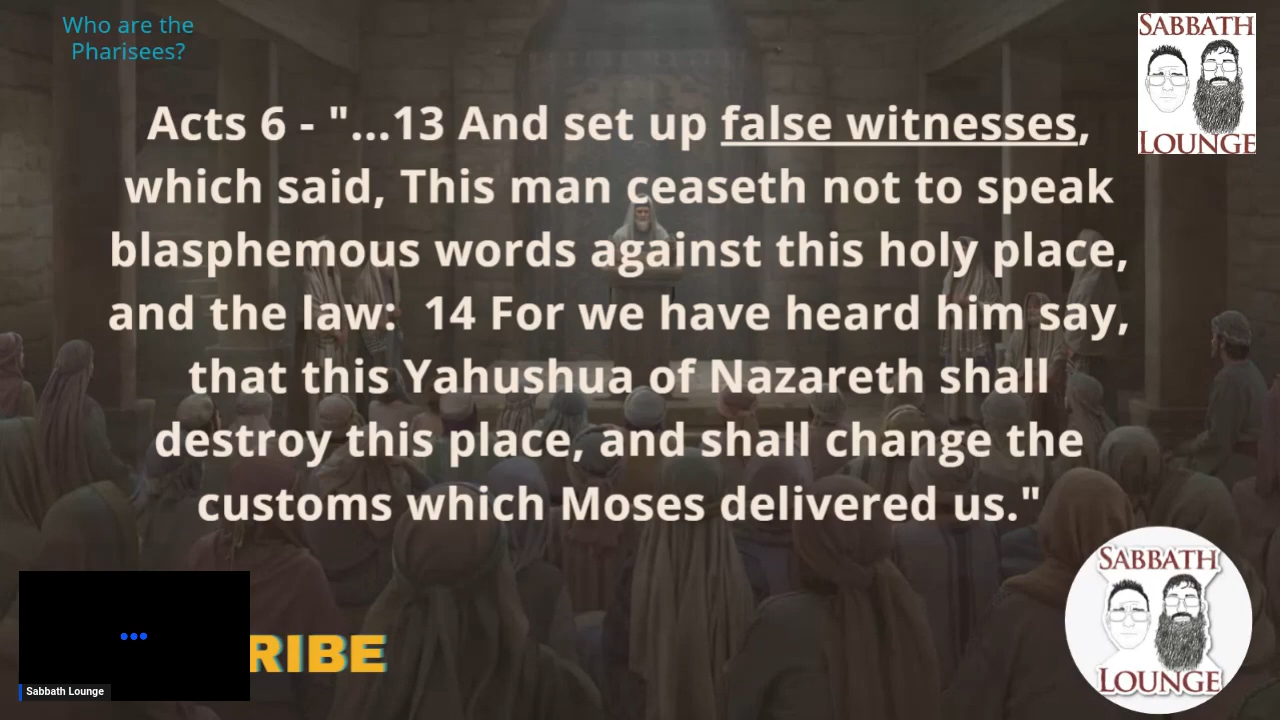 Who are the
Pharisees?
SABBATH
LOUNGE
Acts 6 - "...13 And set up false witnesses,
which said, This man ceaseth not to speak
blasphemous words against this holy place,
and the law:  14 For we have heard him say,
that this Yahushua of Nazareth shall
destroy this place, and shall change the
customs which Moses delivered us."
SABBATH
LOUNGE
RIBE
Sabbath Lounge